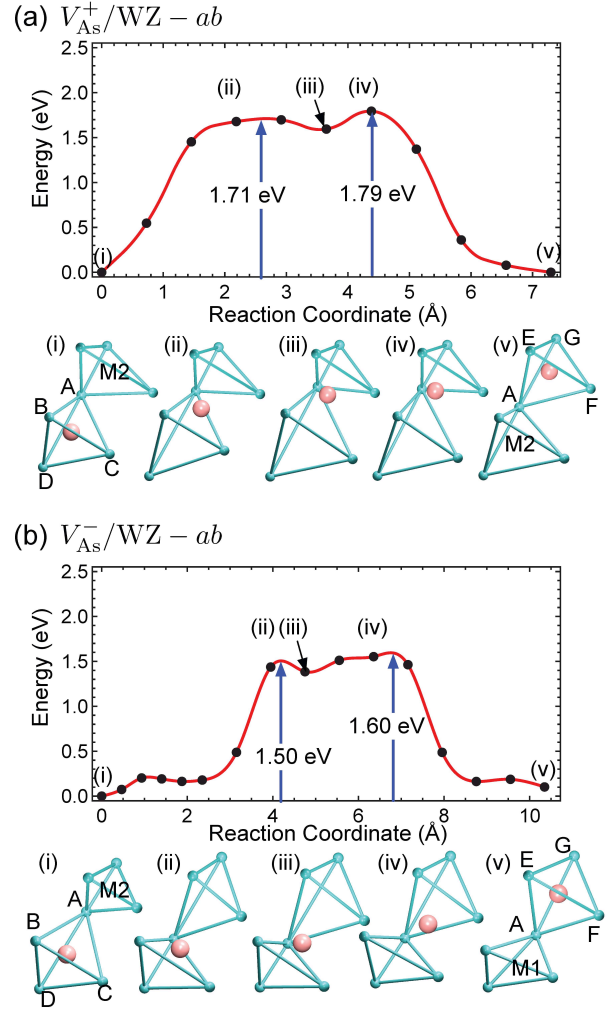 (a) V⁺As/WZ − ab
2.5
2.0
1.5
1.0
0.5
0.0
Energy (eV)
(i)
(ii)
(iii)
(iv)
(v)
1.71 eV
1.79 eV
0 1 2 3 4 5 6 7
Reaction Coordinate (Å)
(i) (ii) (iii) (iv) (v)
E G
M2
A
B
F
D C
A
M2
(b) V⁻As/WZ − ab
2.5
2.0
1.5
1.0
0.5
0.0
Energy (eV)
(i)
(ii) (iii)
(iv)
(v)
1.50 eV
1.60 eV
0 2 4 6 8 10
Reaction Coordinate (Å)
(i) (ii) (iii) (iv) (v)
E G
A M2
B
D C
A F
M1